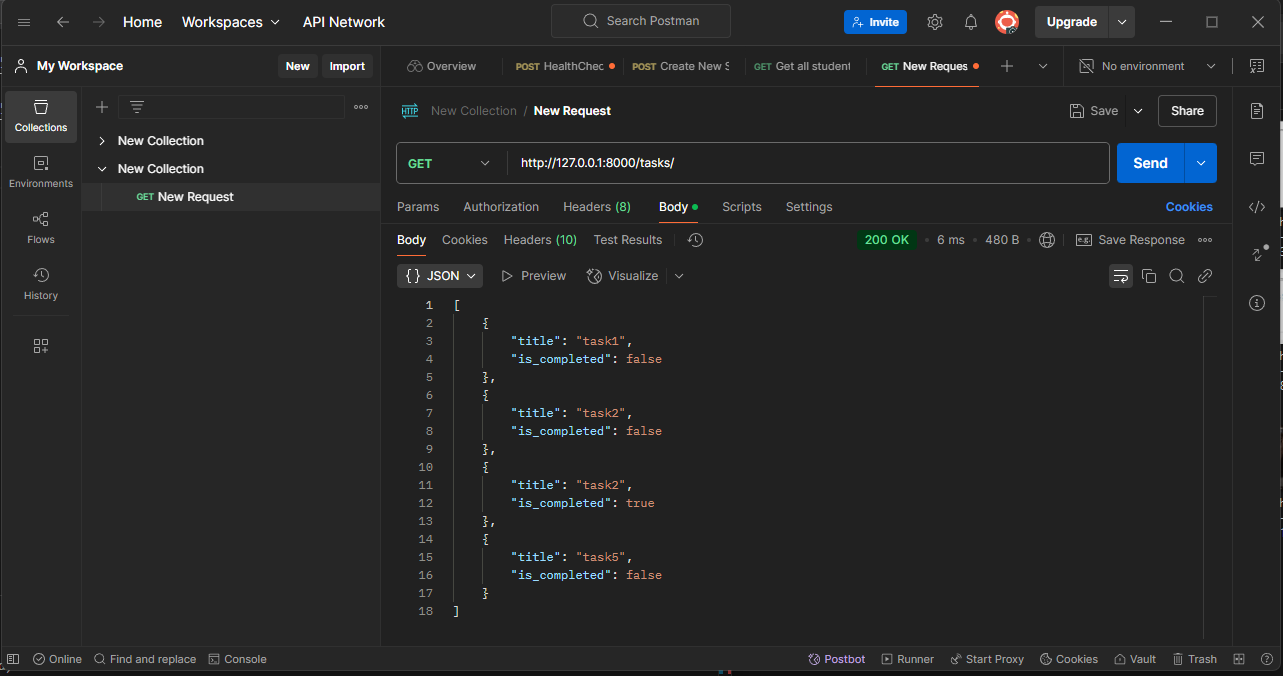 Home Workspaces API Network Search Postman Invite Upgrade
My Workspace New Import
Overview POST HealthChec POST Create New S GET Get all student GET New Reques No environment
Collections
Environments
Flows
History
New Collection
New Collection
GET New Request
HTTP New Collection / New Request Save Share
GET http://127.0.0.1:8000/tasks/ Send
Params Authorization Headers (8) Body Scripts Settings Cookies
Body Cookies Headers (10) Test Results 200 OK 6 ms 480 B e.g. Save Response
{} JSON Preview Visualize
1 [
2 {
3 "title": "task1",
4 "is_completed": false
5 },
6 {
7 "title": "task2",
8 "is_completed": false
9 },
10 {
11 "title": "task2",
12 "is_completed": true
13 },
14 {
15 "title": "task5",
16 "is_completed": false
17 }
18 ]
Online Find and replace Console Postbot Runner Start Proxy Cookies Vault Trash